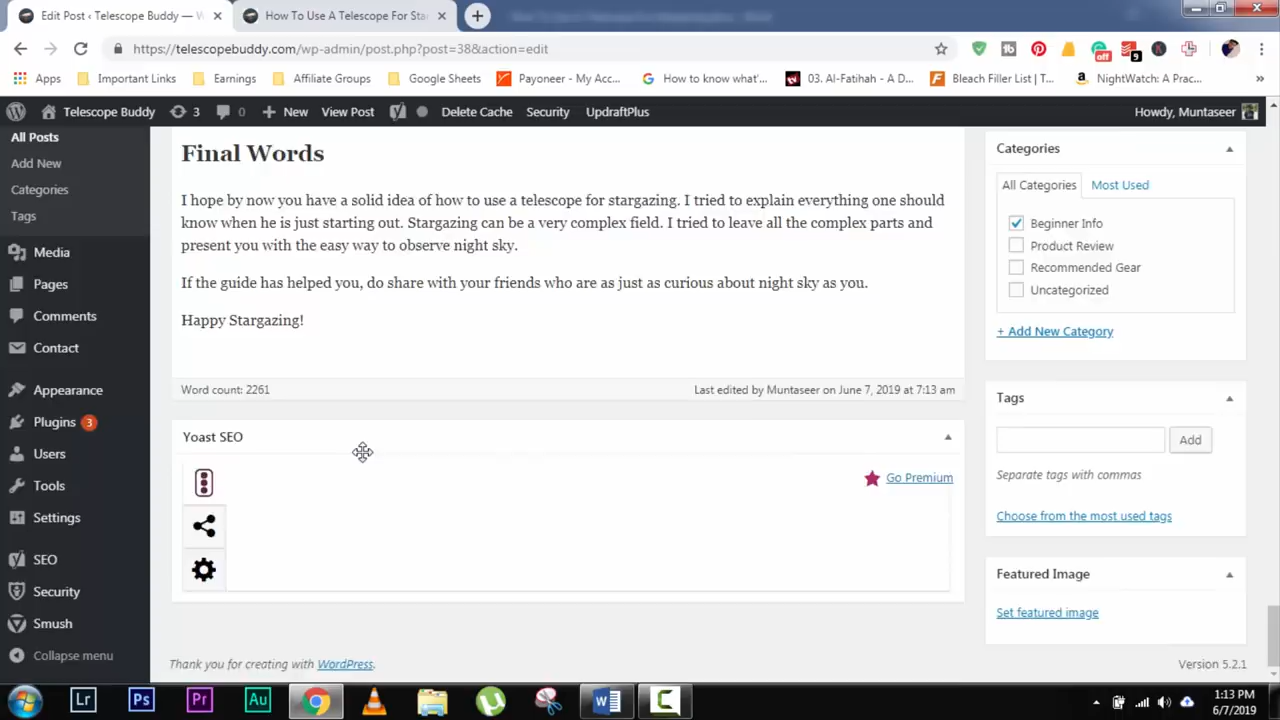 Edit Post ‹ Telescope Buddy — W
How To Use A Telescope For Star
https://telescopebuddy.com/wp-admin/post.php?post=38&action=edit
off
9
Apps
Important Links
Earnings
Affiliate Groups
Google Sheets
Payoneer - My Acc...
How to know what'...
03. Al-Fatihah - A D...
Bleach Filler List | T...
NightWatch: A Prac...
»
Telescope Buddy
3
0
New
View Post
Delete Cache
Security
UpdraftPlus
Howdy, Muntaseer
All Posts
Add New
Categories
Tags
Media
Pages
Comments
Contact
Appearance
Plugins 3
Users
Tools
Settings
SEO
Security
Smush
Collapse menu
Final Words
I hope by now you have a solid idea of how to use a telescope for stargazing. I tried to explain everything one should
know when he is just starting out. Stargazing can be a very complex field. I tried to leave all the complex parts and
present you with the easy way to observe night sky.
If the guide has helped you, do share with your friends who are as just as curious about night sky as you.
Happy Stargazing!
Word count: 2261
Last edited by Muntaseer on June 7, 2019 at 7:13 am
Yoast SEO
Go Premium
Thank you for creating with WordPress.
Version 5.2.1
Categories
All Categories
Most Used
Beginner Info
Product Review
Recommended Gear
Uncategorized
+ Add New Category
Tags
Add
Separate tags with commas
Choose from the most used tags
Featured Image
Set featured image
Lr
Ps
Pr
Au
1:13 PM
6/7/2019